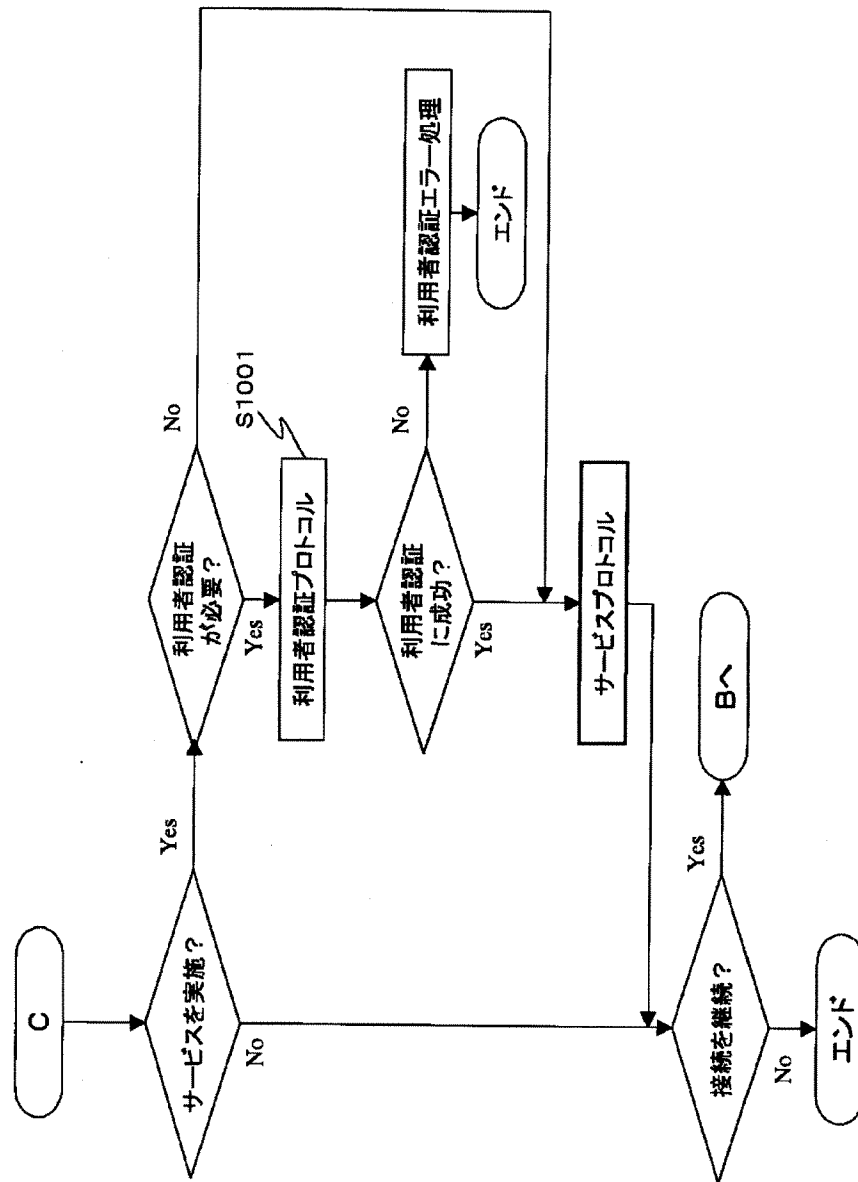 C
サービスを実施?
Yes
No
利用者認証
が必要?
No
Yes
S1001
利用者認証プロトコル
利用者認証
に成功?
No
Yes
利用者認証エラー処理
エンド
サービスプロトコル
接続を継続?
Yes
Bへ
No
エンド